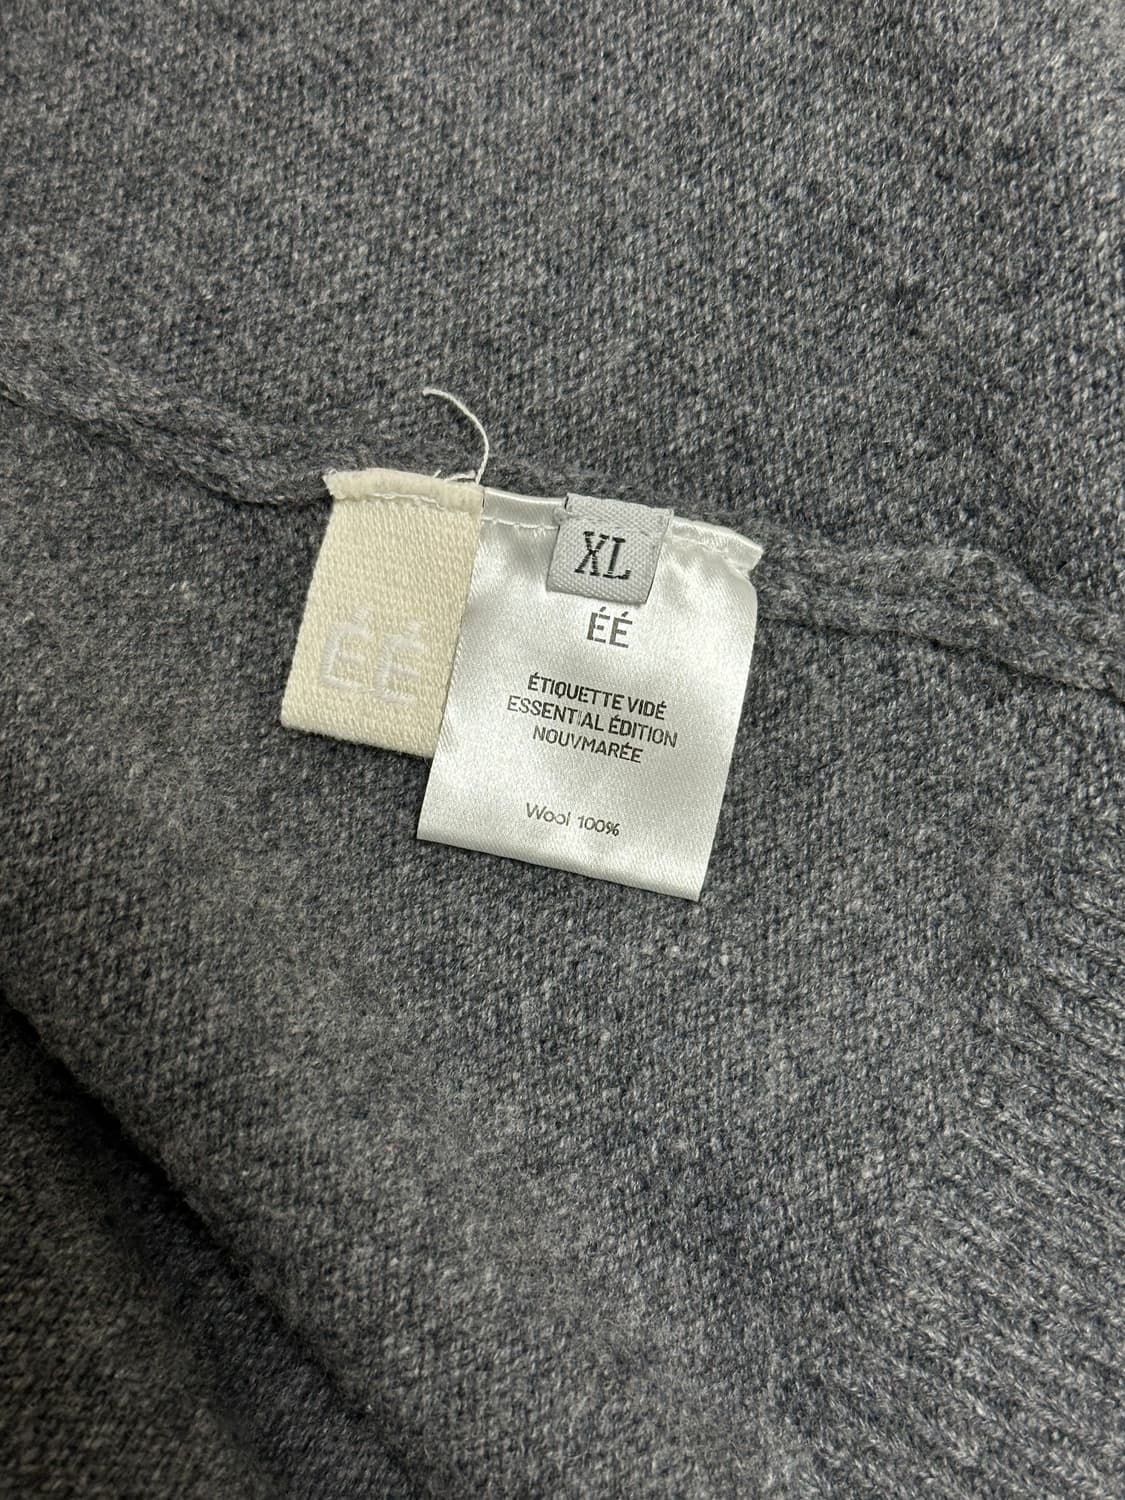 ÉÉ
XL
ÉÉ
ÉTIQUETTE VIDÉ
ESSENTIAL ÉDITION
NOUVMARÉE
Wool 100%